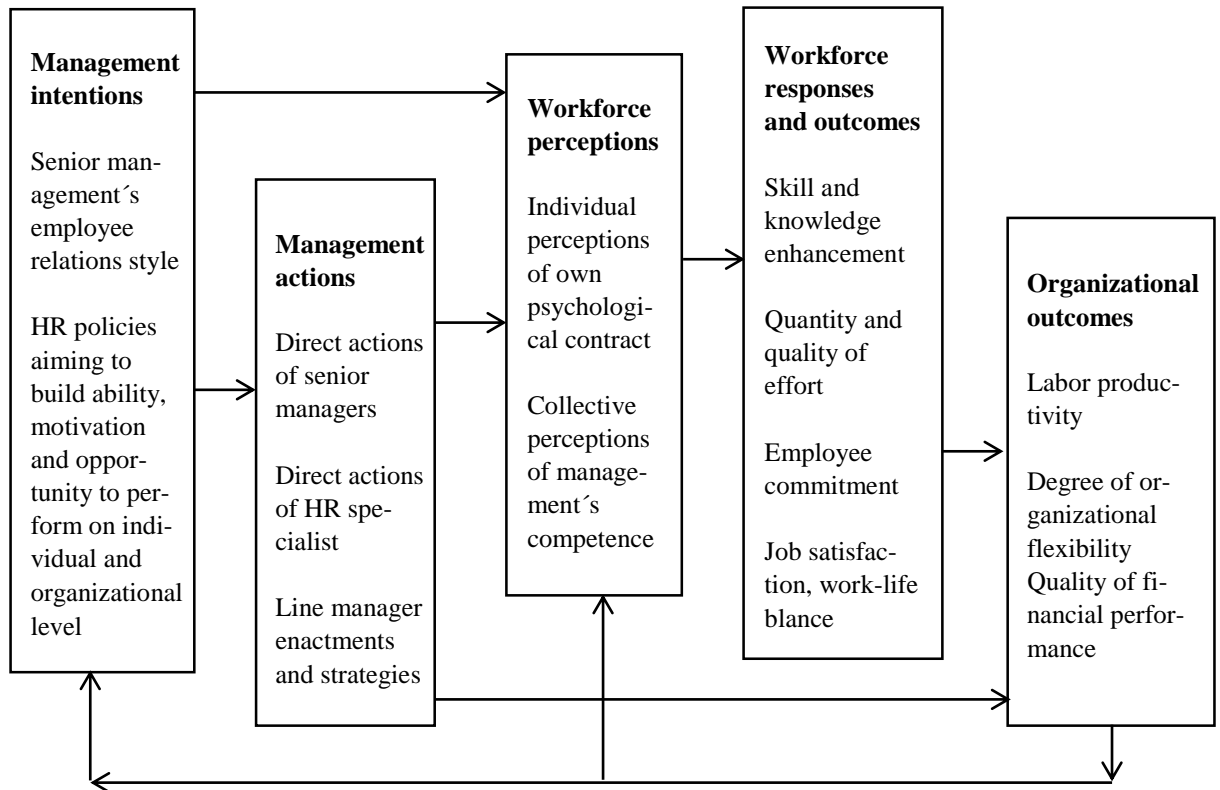 Management
intentions
Senior man-
agement´s
employee
relations style
HR policies
aiming to
build ability,
motivation
and oppor-
tunity to per-
form on indi-
vidual and
organizational
level
Management
actions
Direct actions
of senior
managers
Direct actions
of HR spe-
cialist
Line manager
enactments
and strategies
Workforce
perceptions
Individual
perceptions
of own
psychologi-
cal contract
Collective
perceptions
of manage-
ment´s
competence
Workforce
responses
and outcomes
Skill and
knowledge
enhancement
Quantity and
quality of
effort
Employee
commitment
Job satisfac-
tion, work-life
blance
Organizational
outcomes
Labor produc-
tivity
Degree of or-
ganizational
flexibility
Quality of fi-
nancial perfor-
mance